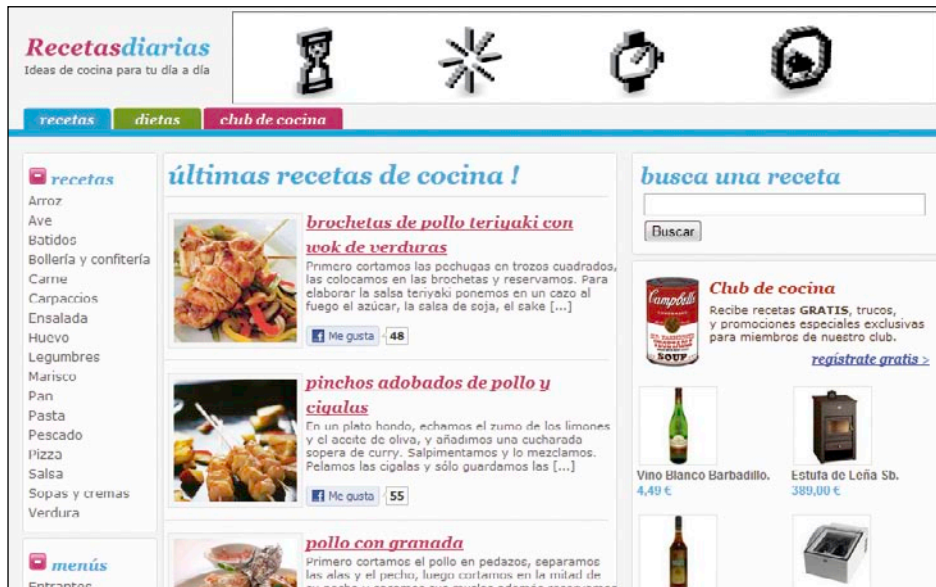 Recetasdiarias
Ideas de cocina para tu día a día
recetas
dietas
club de cocina
recetas
Arroz
Ave
Batidos
Bollería y confitería
Carne
Carpaccios
Ensalada
Huevo
Legumbres
Marisco
Pan
Pasta
Pescado
Pizza
Salsa
Sopas y cremas
Verdura
menús
Entrantes
últimas recetas de cocina !
brochetas de pollo teriyaki con
wok de verduras
Primero cortamos las pechugas en trozos cuadrados,
las colocamos en las brochetas y reservamos. Para
elaborar la salsa teriyaki ponemos en un cazo al
fuego el azúcar, la salsa de soja, el sake [...]
Me gusta 48
pinchos adobados de pollo y
cigalas
En un plato hondo, echamos el zumo de los limones
y el aceite de oliva, y añadimos una cucharada
sopera de curry. Salpimentamos y lo mezclamos.
Pelamos las cigalas y sólo guardamos las [...]
Me gusta 55
pollo con granada
Primero cortamos el pollo en pedazos, separamos
las alas y el pecho, luego cortamos en la mitad de
busca una receta
Buscar
Campbell's
SOUP
Club de cocina
Recibe recetas GRATIS, trucos,
y promociones especiales exclusivas
para miembros de nuestro club.
regístrate gratis >
Vino Blanco Barbadillo.
4,49 €
Estufa de Leña Sb.
389,00 €